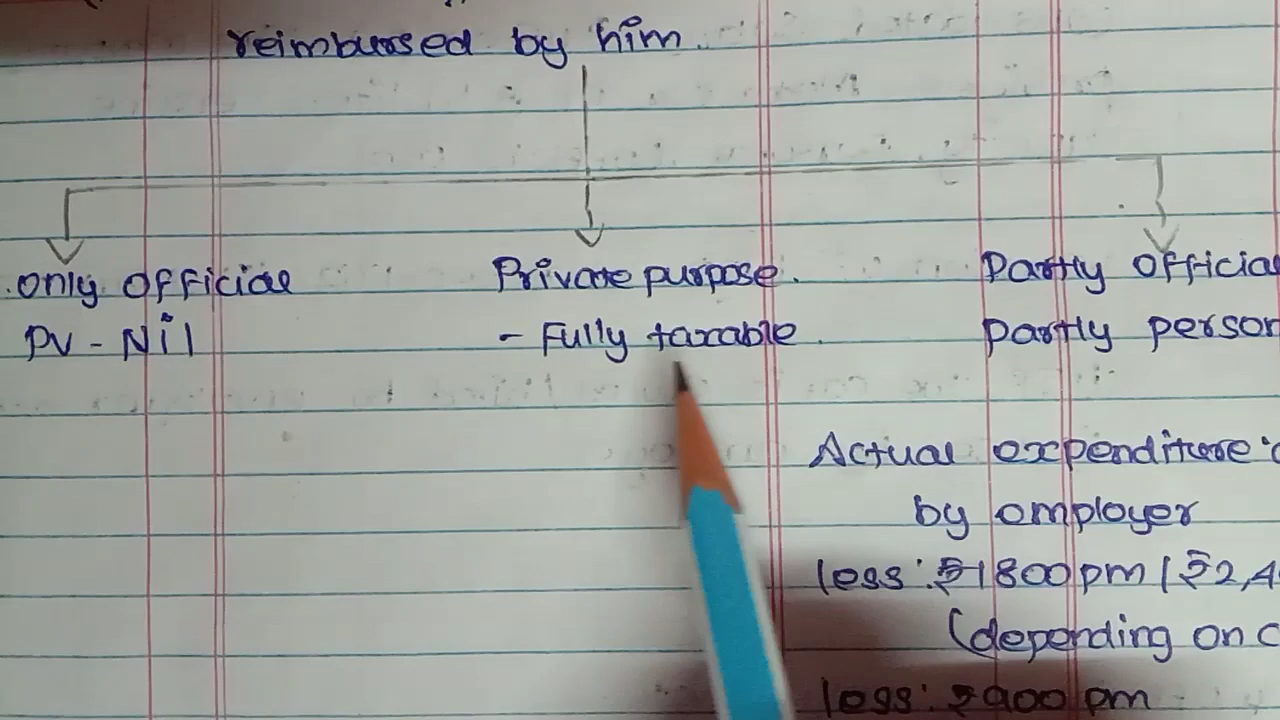 reimbursed by him
only official
PV - Nil
Private purpose.
- Fully taxable.
Partly Official
Partly person
Actual expenditure
by employer
less: ₹1800 pm / ₹2,4
(depending on c
less: ₹900 pm